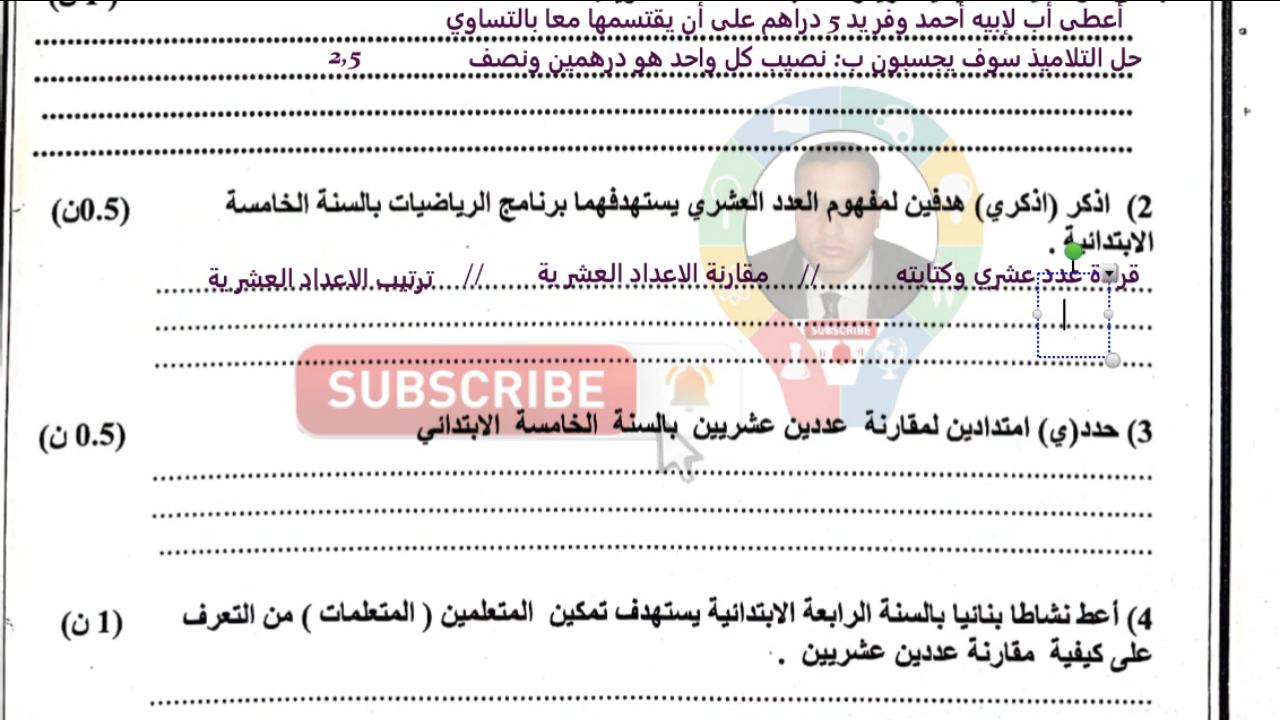 أعطى أب لإبيه أحمد وفريد 5 دراهم على أن يقتسمها معا بالتساوي
حل التلاميذ سوف يحسبون ب: نصيب كل واحد هو درهمين ونصف 2,5
2) اذكر (اذكري) هدفين لمفهوم العدد العشري يستهدفهما برنامج الرياضيات بالسنة الخامسة (0.5ن)
الابتدائية .
قراءة عدد عشري وكتابته // مقارنة الاعداد العشرية // ترتيب الاعداد العشرية
SUBSCRIBE
SUBSCRIBE
3) حدد(ي) امتدادين لمقارنة عددين عشريين بالسنة الخامسة الابتدائي (0.5 ن)
4) أعط نشاطا بنائيا بالسنة الرابعة الابتدائية يستهدف تمكين المتعلمين ( المتعلمات ) من التعرف (1 ن)
على كيفية مقارنة عددين عشريين .